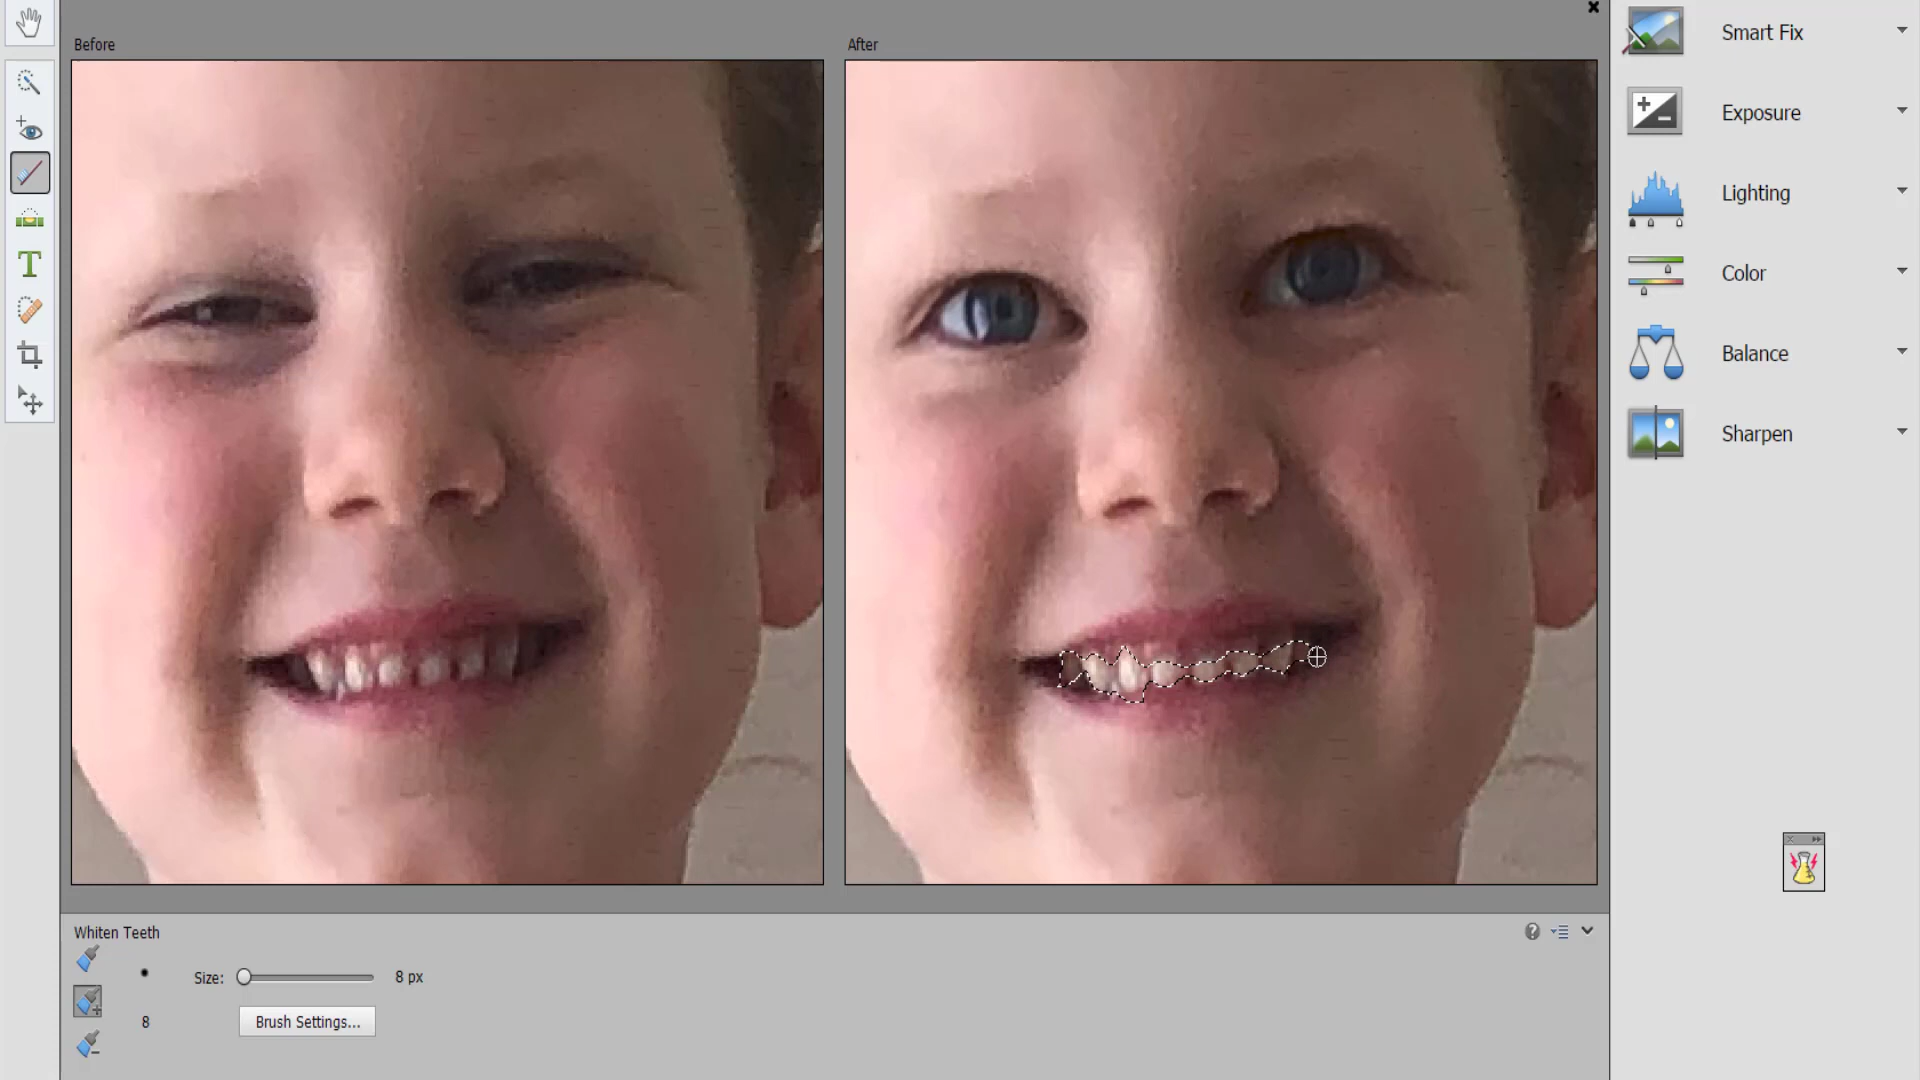 Before
After
Smart Fix
Exposure
Lighting
Color
Balance
Sharpen
T
Whiten Teeth
Size:
8 px
8
Brush Settings...